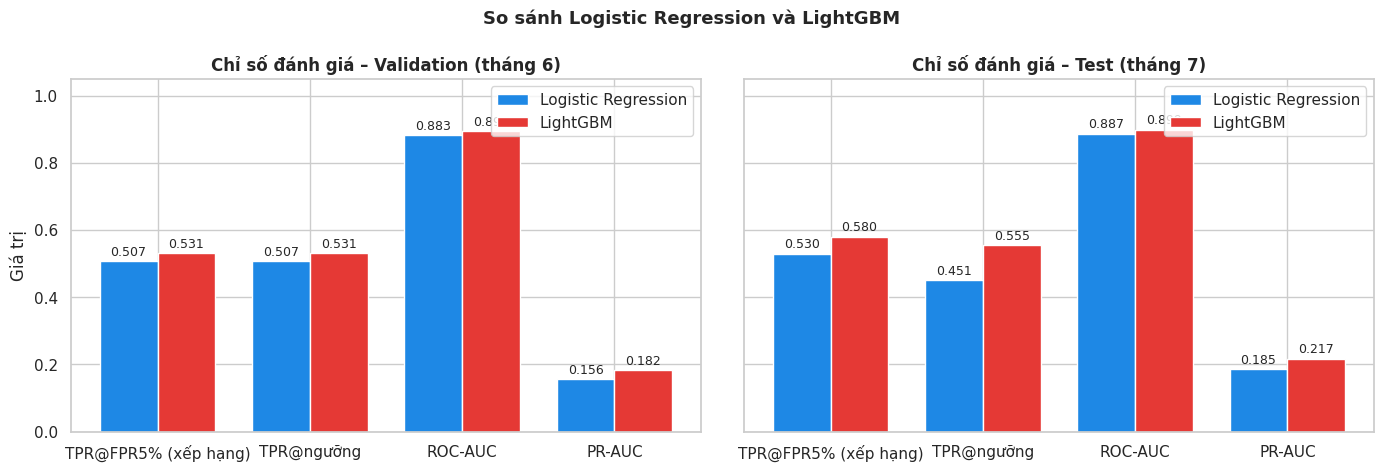 So sánh Logistic Regression và LightGBM
Chỉ số đánh giá – Validation (tháng 6)
Giá trị
1.0
0.8
0.6
0.4
0.2
0.0
Logistic Regression
LightGBM
0.507
0.531
0.507
0.531
0.883
0.156
0.182
TPR@FPR5% (xếp hạng)
TPR@ngưỡng
ROC-AUC
PR-AUC
Chỉ số đánh giá – Test (tháng 7)
Logistic Regression
LightGBM
0.530
0.580
0.451
0.555
0.887
0.185
0.217
TPR@FPR5% (xếp hạng)
TPR@ngưỡng
ROC-AUC
PR-AUC